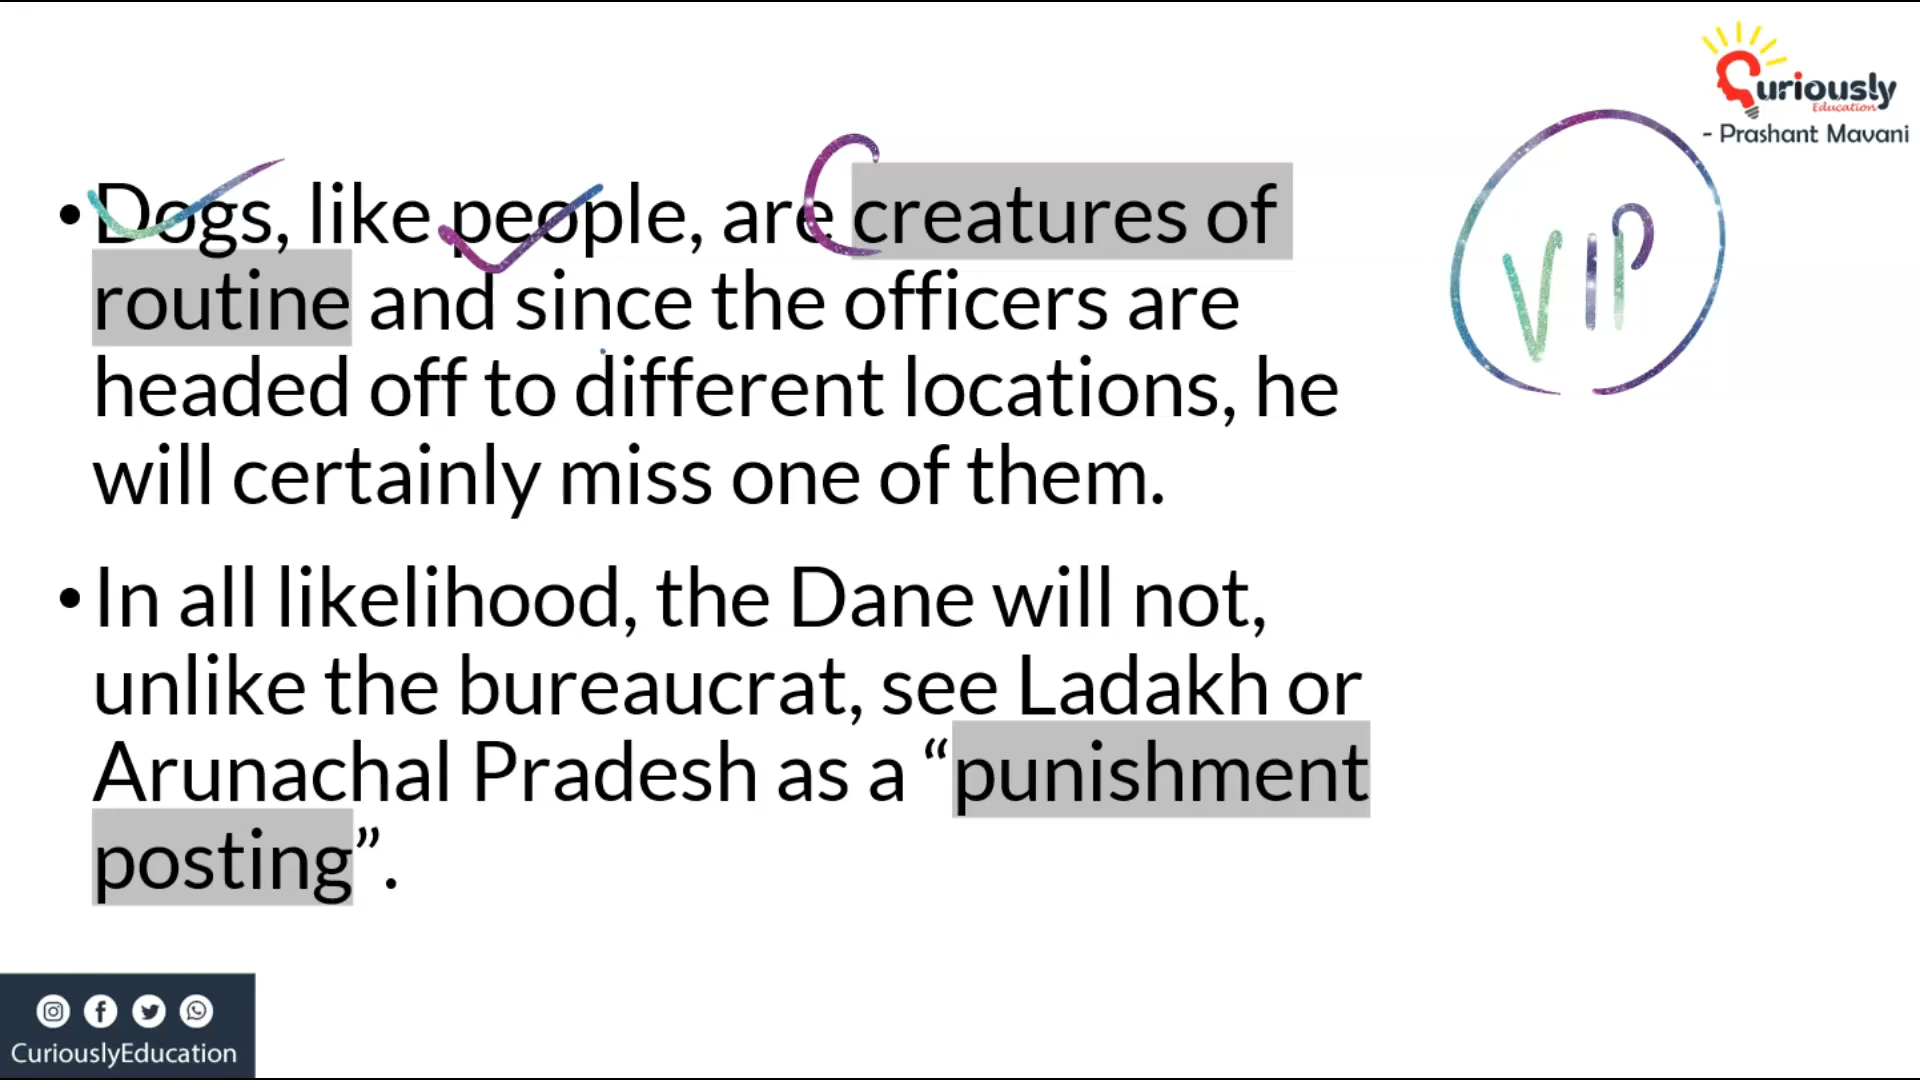 Curiously
Education
- Prashant Mavani
• Dogs, like people, are creatures of
routine and since the officers are
headed off to different locations, he
will certainly miss one of them.
VIP
• In all likelihood, the Dane will not,
unlike the bureaucrat, see Ladakh or
Arunachal Pradesh as a “punishment
posting”.
CuriouslyEducation